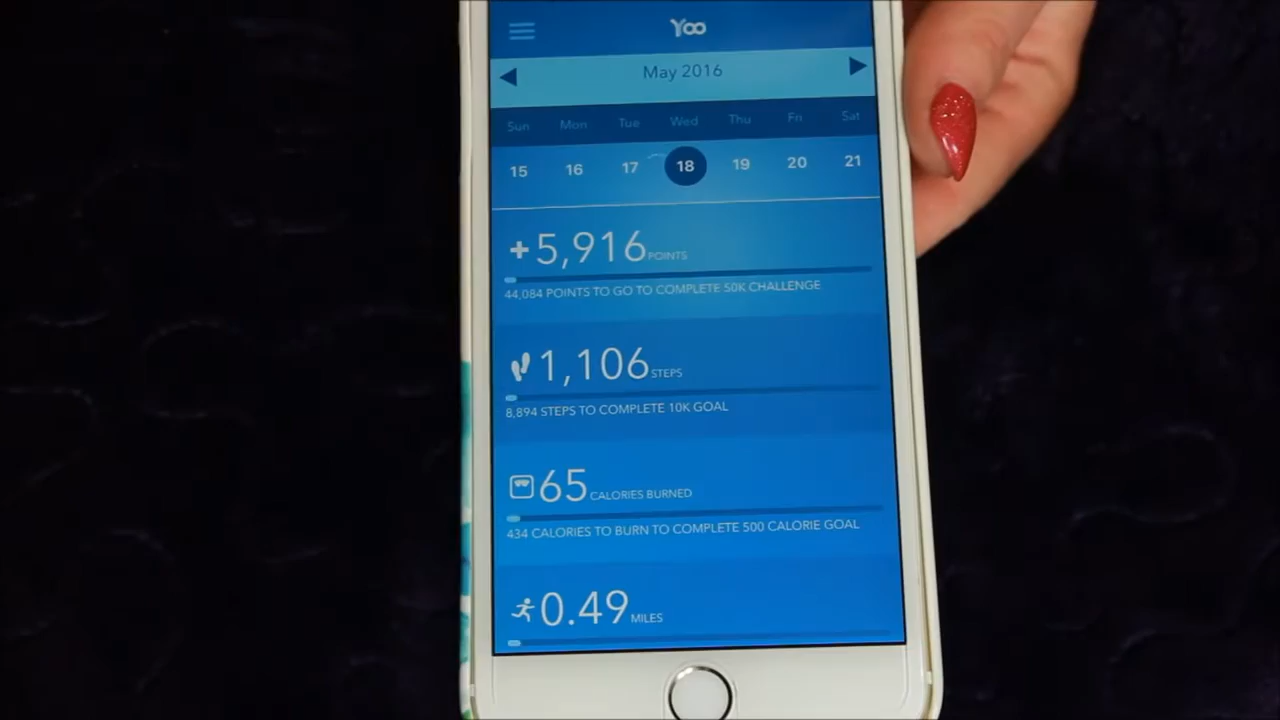 Yoo
May 2016
Sun Mon Tue Wed Thu Fri Sat
15 16 17 18 19 20 21
+5,916 POINTS
44,084 POINTS TO GO TO COMPLETE 50K CHALLENGE
1,106 STEPS
8,894 STEPS TO COMPLETE 10K GOAL
65 CALORIES BURNED
434 CALORIES TO BURN TO COMPLETE 500 CALORIE GOAL
0.49 MILES